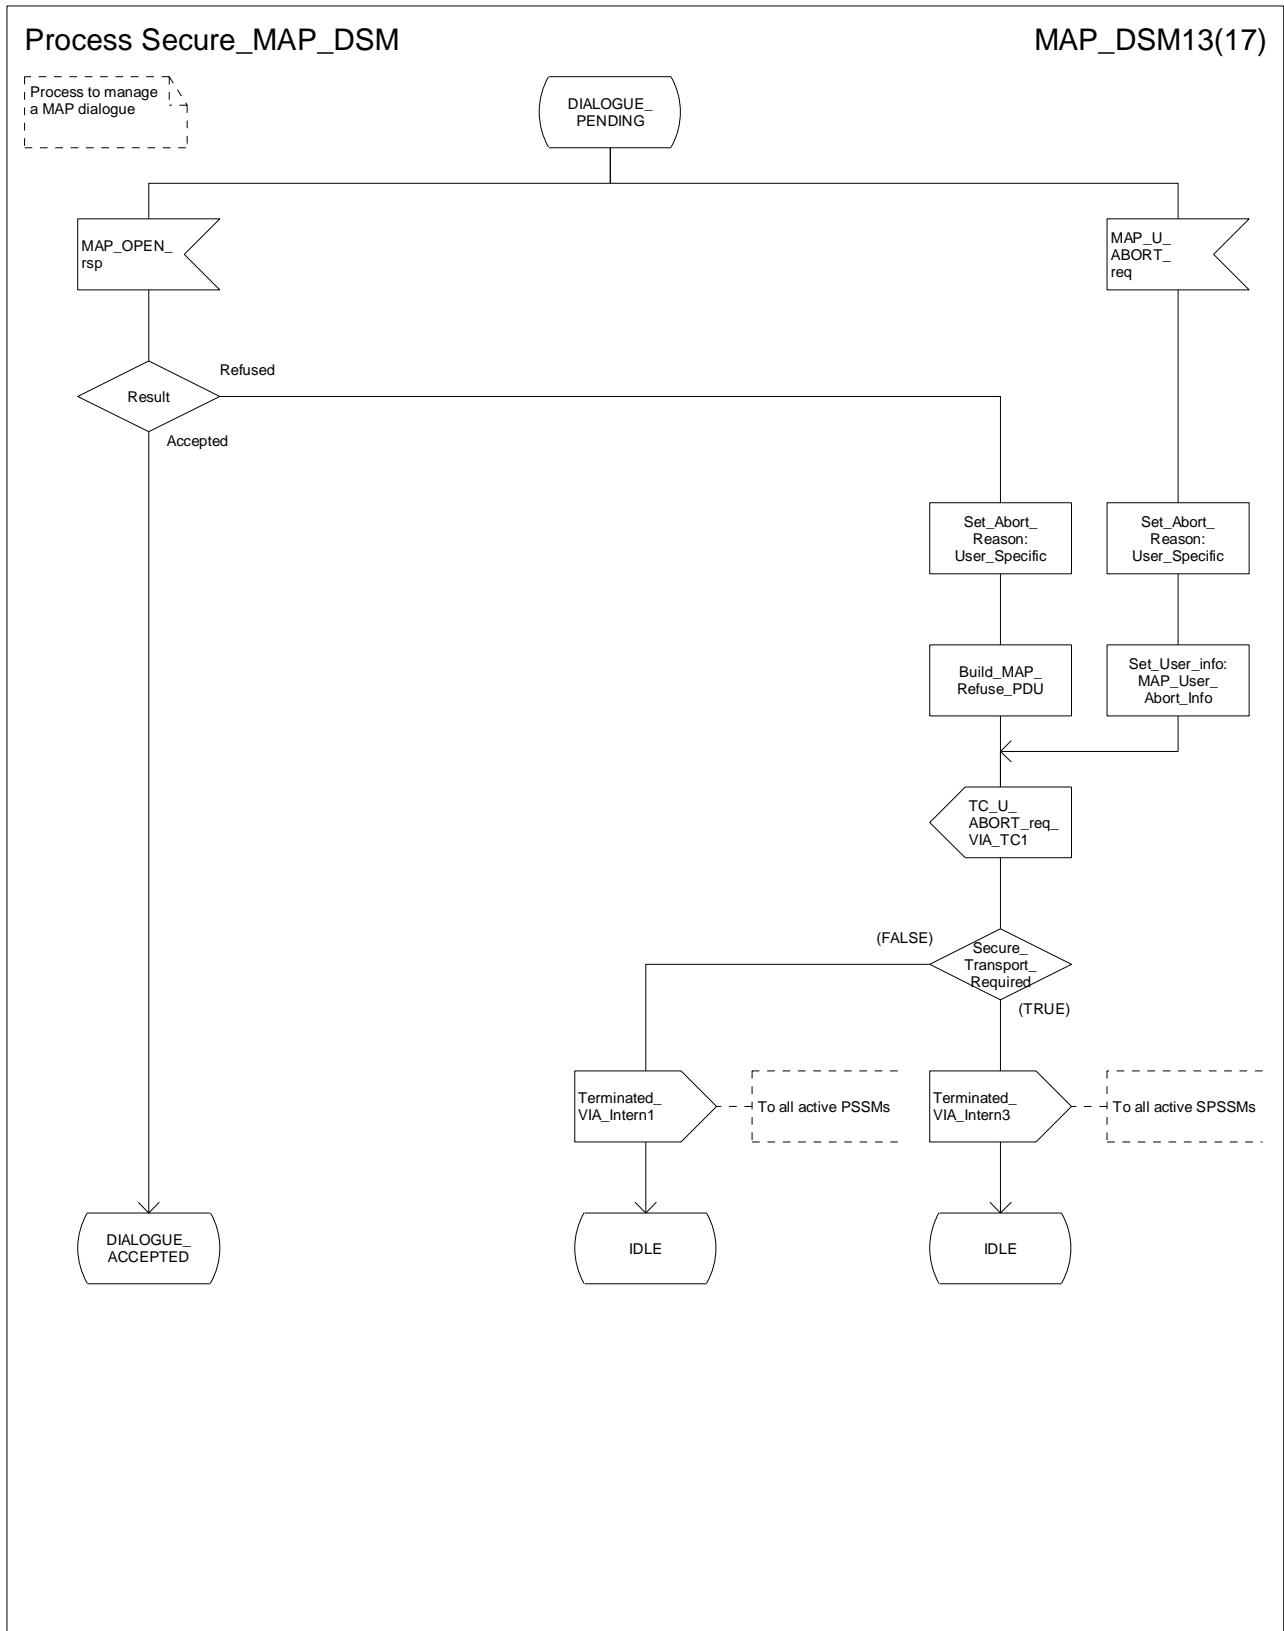 Process Secure_MAP_DSM
MAP_DSM13(17)
Process to manage
a MAP dialogue
DIALOGUE_
PENDING
MAP_OPEN_
rsp
MAP_U_
ABORT_
req
Result
Refused
Accepted
Set_Abort_
Reason:
User_Specific
Set_Abort_
Reason:
User_Specific
Build_MAP_
Refuse_PDU
Set_User_info:
MAP_User_
Abort_Info
TC_U_
ABORT_req_
VIA_TC1
(FALSE)
Secure_
Transport_
Required
(TRUE)
Terminated_
VIA_Intern1
To all active PSSMs
Terminated_
VIA_Intern3
To all active SPSSMs
DIALOGUE_
ACCEPTED
IDLE
IDLE